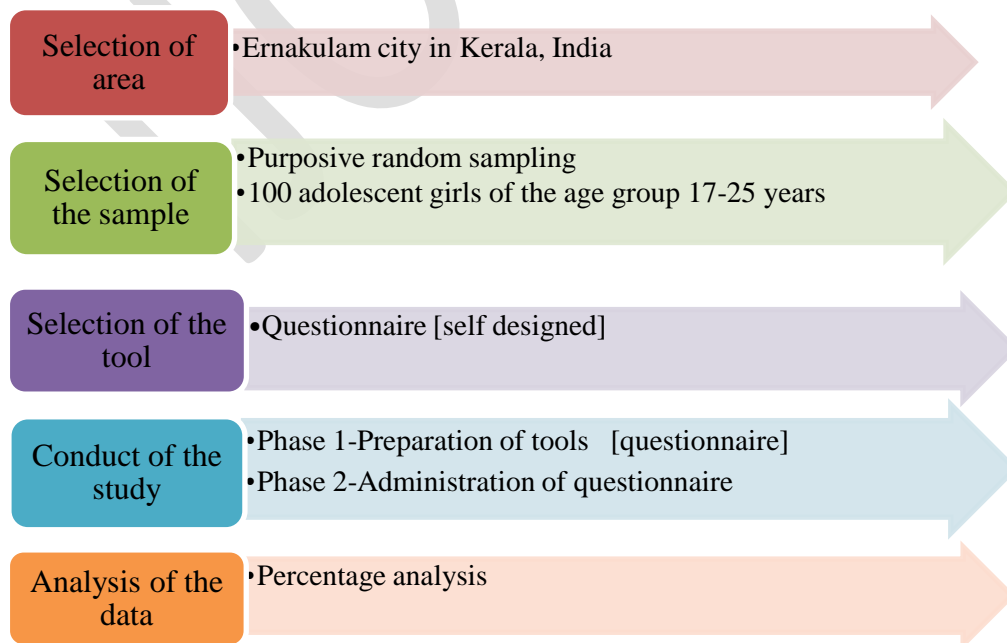 Selection of
area
•Ernakulam city in Kerala, India
Selection of
the sample
•Purposive random sampling
•100 adolescent girls of the age group 17-25 years
Selection of the
tool
•Questionnaire [self designed]
Conduct of the
study
•Phase 1-Preparation of tools [questionnaire]
•Phase 2-Administration of questionnaire
Analysis of the
data
•Percentage analysis